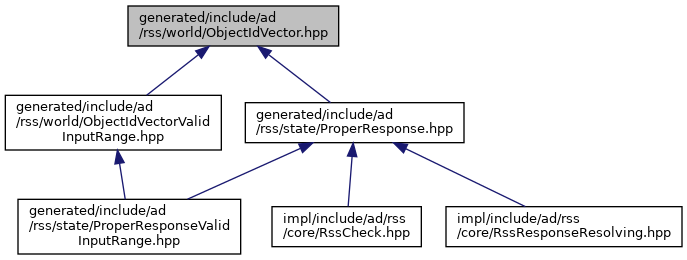 generated/include/ad
/rss/world/ObjectIdVector.hpp
generated/include/ad
/rss/world/ObjectIdVectorValid
InputRange.hpp
generated/include/ad
/rss/state/ProperResponse.hpp
generated/include/ad
/rss/state/ProperResponseValid
InputRange.hpp
impl/include/ad/rss
/core/RssCheck.hpp
impl/include/ad/rss
/core/RssResponseResolving.hpp